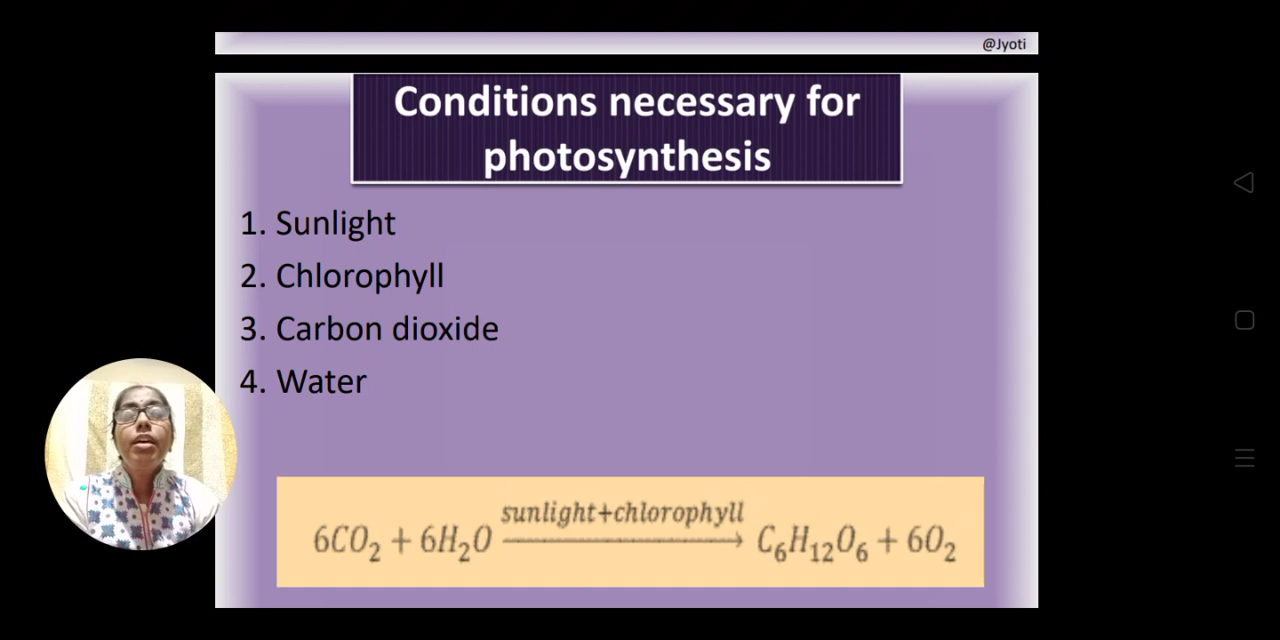 @Jyoti
Conditions necessary for
photosynthesis
1. Sunlight
2. Chlorophyll
3. Carbon dioxide
4. Water
sunlight+chlorophyll
6CO₂ + 6H₂O ⟶ C₆H₁₂O₆ + 6O₂